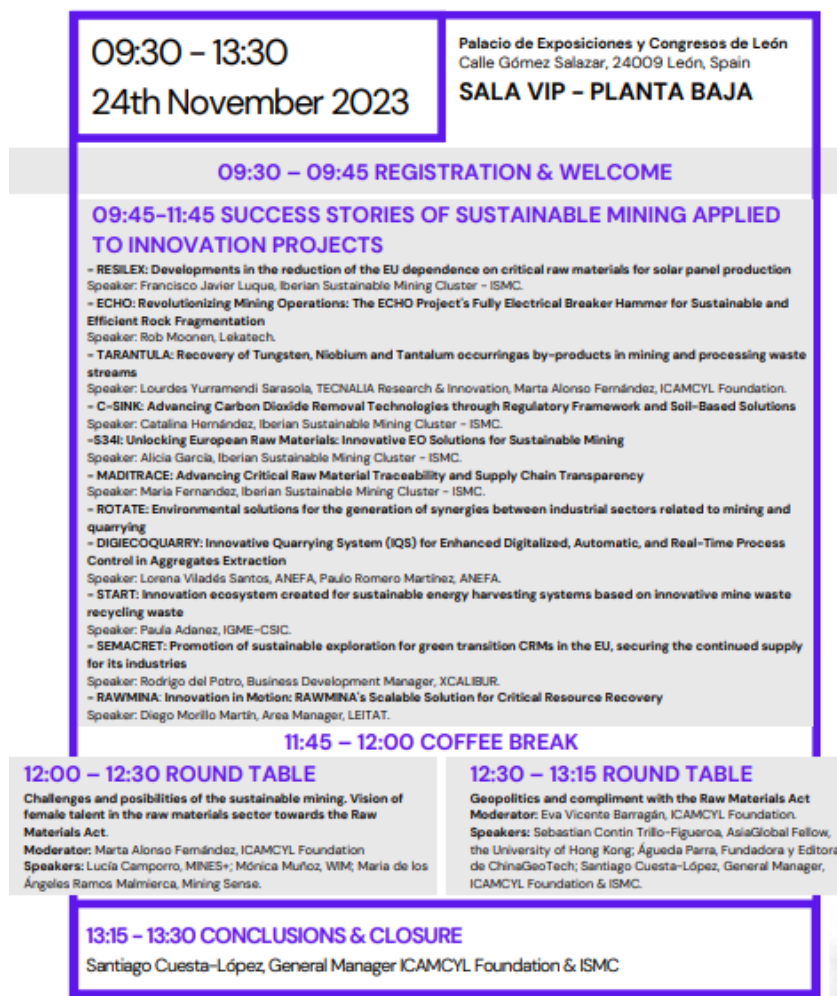 09:30 - 13:30
24th November 2023
Palacio de Exposiciones y Congresos de León
Calle Gómez Salazar, 24009 León, Spain
SALA VIP - PLANTA BAJA
09:30 – 09:45 REGISTRATION & WELCOME
09:45-11:45 SUCCESS STORIES OF SUSTAINABLE MINING APPLIED
TO INNOVATION PROJECTS
- RESILEX: Developments in the reduction of the EU dependence on critical raw materials for solar panel production
Speaker: Francisco Javier Luque, Iberian Sustainable Mining Cluster - ISMC.
- ECHO: Revolutionizing Mining Operations: The ECHO Project's Fully Electrical Breaker Hammer for Sustainable and
Efficient Rock Fragmentation
Speaker: Rob Moonen, Lekatech.
- TARANTULA: Recovery of Tungsten, Niobium and Tantalum occurringas by-products in mining and processing waste
streams
Speaker: Lourdes Yurramendi Sarasola, TECNALIA Research & Innovation, Marta Alonso Fernández, ICAMCYL Foundation.
- C-SINK: Advancing Carbon Dioxide Removal Technologies through Regulatory Framework and Soil-Based Solutions
Speaker: Catalina Hernández, Iberian Sustainable Mining Cluster - ISMC.
-S34I: Unlocking European Raw Materials: Innovative EO Solutions for Sustainable Mining
Speaker: Alicia García, Iberian Sustainable Mining Cluster - ISMC.
- MADITRACE: Advancing Critical Raw Material Traceability and Supply Chain Transparency
Speaker: Maria Fernandez, Iberian Sustainable Mining Cluster - ISMC.
- ROTATE: Environmental solutions for the generation of synergies between industrial sectors related to mining and
quarrying
- DIGIECOQUARRY: Innovative Quarrying System (IQS) for Enhanced Digitalized, Automatic, and Real-Time Process
Control in Aggregates Extraction
Speaker: Lorena Viladés Santos, ANEFA, Paulo Romero Martínez, ANEFA.
- START: Innovation ecosystem created for sustainable energy harvesting systems based on innovative mine waste
recycling waste
Speaker: Paula Adanez, IGME-CSIC.
- SEMACRET: Promotion of sustainable exploration for green transition CRMs in the EU, securing the continued supply
for its industries
Speaker: Rodrigo del Potro, Business Development Manager, XCALIBUR.
- RAWMINA: Innovation in Motion: RAWMINA's Scalable Solution for Critical Resource Recovery
Speaker: Diego Morillo Martín, Area Manager, LEITAT.
11:45 – 12:00 COFFEE BREAK
12:00 – 12:30 ROUND TABLE
Challenges and posibilities of the sustainable mining. Vision of
female talent in the raw materials sector towards the Raw
Materials Act.
Moderator: Marta Alonso Fernández, ICAMCYL Foundation
Speakers: Lucía Camporro, MINES+; Mónica Muñoz, WIM; Maria de los
Ángeles Ramos Malmierca, Mining Sense.
12:30 – 13:15 ROUND TABLE
Geopolitics and compliment with the Raw Materials Act
Moderator: Eva Vicente Barragán, ICAMCYL Foundation.
Speakers: Sebastian Contin Trillo-Figueroa, AsiaGlobal Fellow,
the University of Hong Kong; Águeda Parra, Fundadora y Editora
de ChinaGeoTech; Santiago Cuesta-López, General Manager,
ICAMCYL Foundation & ISMC.
13:15 - 13:30 CONCLUSIONS & CLOSURE
Santiago Cuesta-López, General Manager ICAMCYL Foundation & ISMC